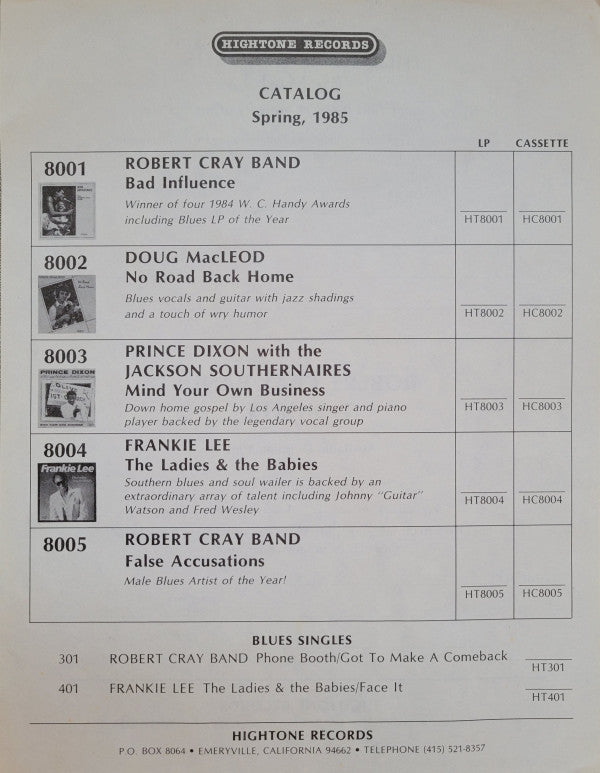 HIGHTONE RECORDS
CATALOG
Spring, 1985
LP CASSETTE
8001 ROBERT CRAY BAND
Bad Influence
Winner of four 1984 W. C. Handy Awards
including Blues LP of the Year
HT8001 HC8001
8002 DOUG MacLEOD
No Road Back Home
Blues vocals and guitar with jazz shadings
and a touch of wry humor
HT8002 HC8002
8003 PRINCE DIXON with the
JACKSON SOUTHERNAIRES
Mind Your Own Business
PRINCE DIXON
Down home gospel by Los Angeles singer and piano
player backed by the legendary vocal group
HT8003 HC8003
8004 FRANKIE LEE
The Ladies & the Babies
Frankie Lee
Southern blues and soul wailer is backed by an
extraordinary array of talent including Johnny "Guitar"
Watson and Fred Wesley
HT8004 HC8004
8005 ROBERT CRAY BAND
False Accusations
Male Blues Artist of the Year!
HT8005 HC8005
BLUES SINGLES
301 ROBERT CRAY BAND Phone Booth/Got To Make A Comeback
HT301
401 FRANKIE LEE The Ladies & the Babies/Face It
HT401
HIGHTONE RECORDS
P.O. BOX 8064 • EMERYVILLE, CALIFORNIA 94662 • TELEPHONE (415) 521-8357